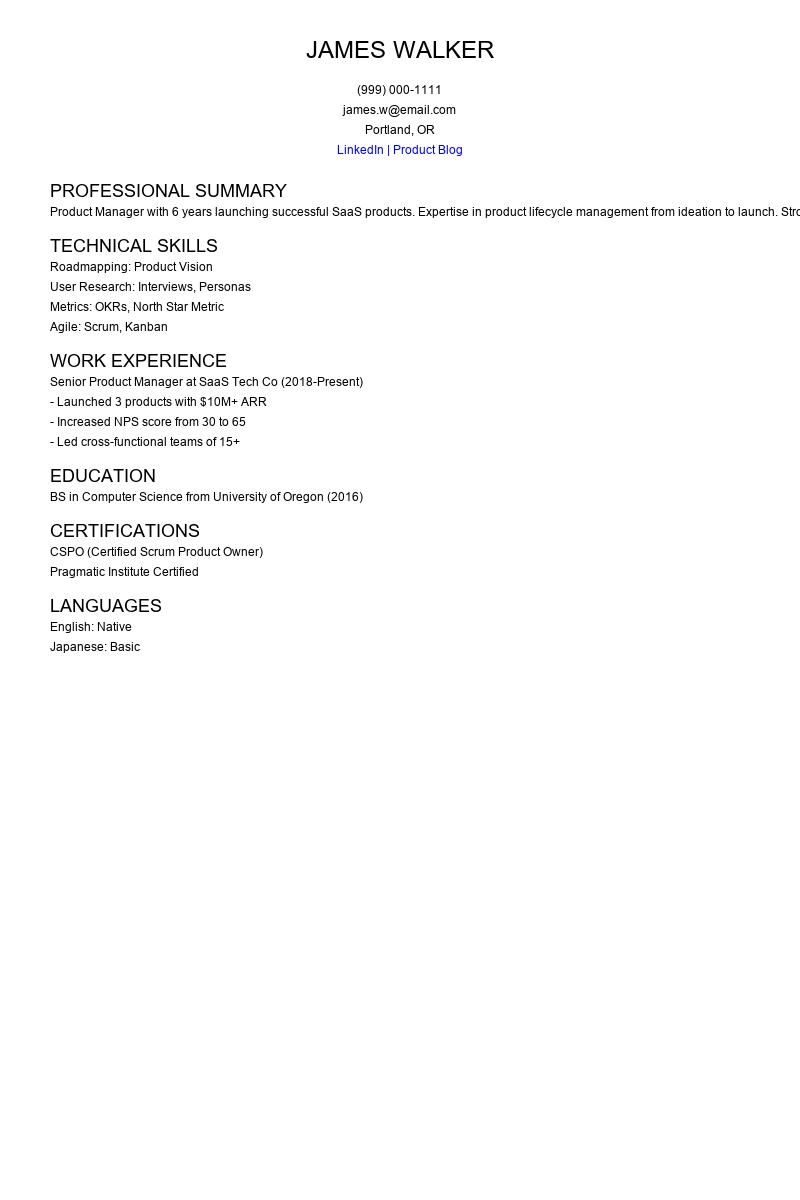 JAMES WALKER
(999) 000-1111
james.w@email.com
Portland, OR
LinkedIn | Product Blog
PROFESSIONAL SUMMARY
Product Manager with 6 years launching successful SaaS products. Expertise in product lifecycle management from ideation to launch.
TECHNICAL SKILLS
Roadmapping: Product Vision
User Research: Interviews, Personas
Metrics: OKRs, North Star Metric
Agile: Scrum, Kanban
WORK EXPERIENCE
Senior Product Manager at SaaS Tech Co (2018-Present)
- Launched 3 products with $10M+ ARR
- Increased NPS score from 30 to 65
- Led cross-functional teams of 15+
EDUCATION
BS in Computer Science from University of Oregon (2016)
CERTIFICATIONS
CSPO (Certified Scrum Product Owner)
Pragmatic Institute Certified
LANGUAGES
English: Native
Japanese: Basic